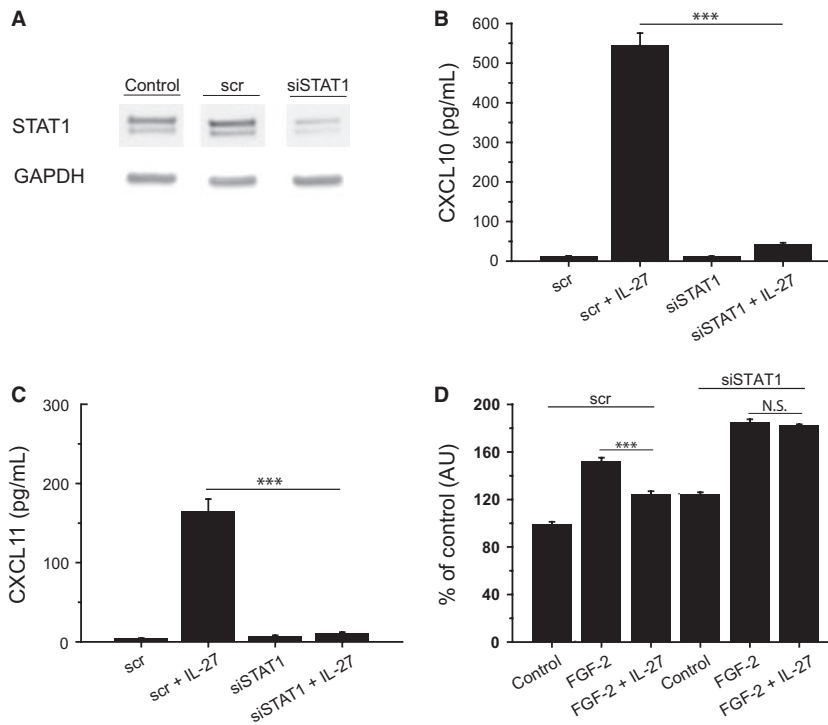 A
Control scr siSTAT1
STAT1
GAPDH
B
CXCL10 (pg/mL)
600
500
400
300
200
100
0
***
scr
scr + IL-27
siSTAT1
siSTAT1 + IL-27
C
CXCL11 (pg/mL)
300
200
100
0
***
scr
scr + IL-27
siSTAT1
siSTAT1 + IL-27
D
% of control (AU)
200
160
120
80
40
0
scr
***
siSTAT1
N.S.
Control
FGF-2
FGF-2 + IL-27
Control
FGF-2
FGF-2 + IL-27